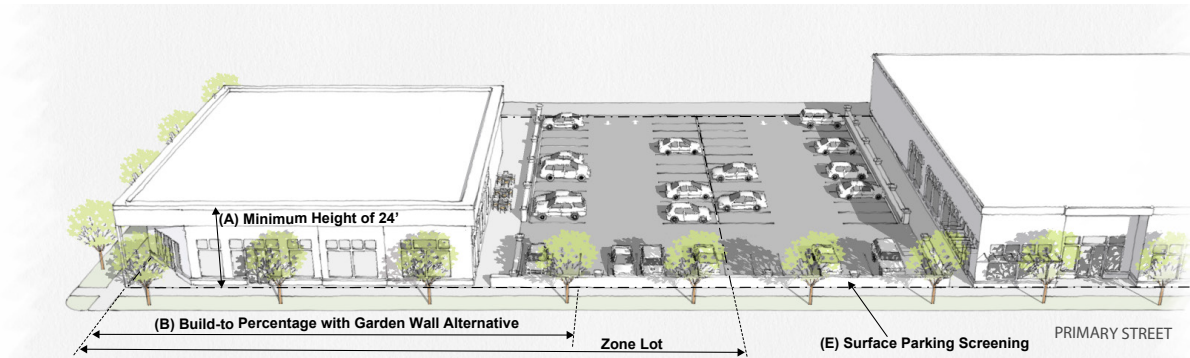 (A) Minimum Height of 24’
(B) Build-to Percentage with Garden Wall Alternative
Zone Lot
(E) Surface Parking Screening
PRIMARY STREET